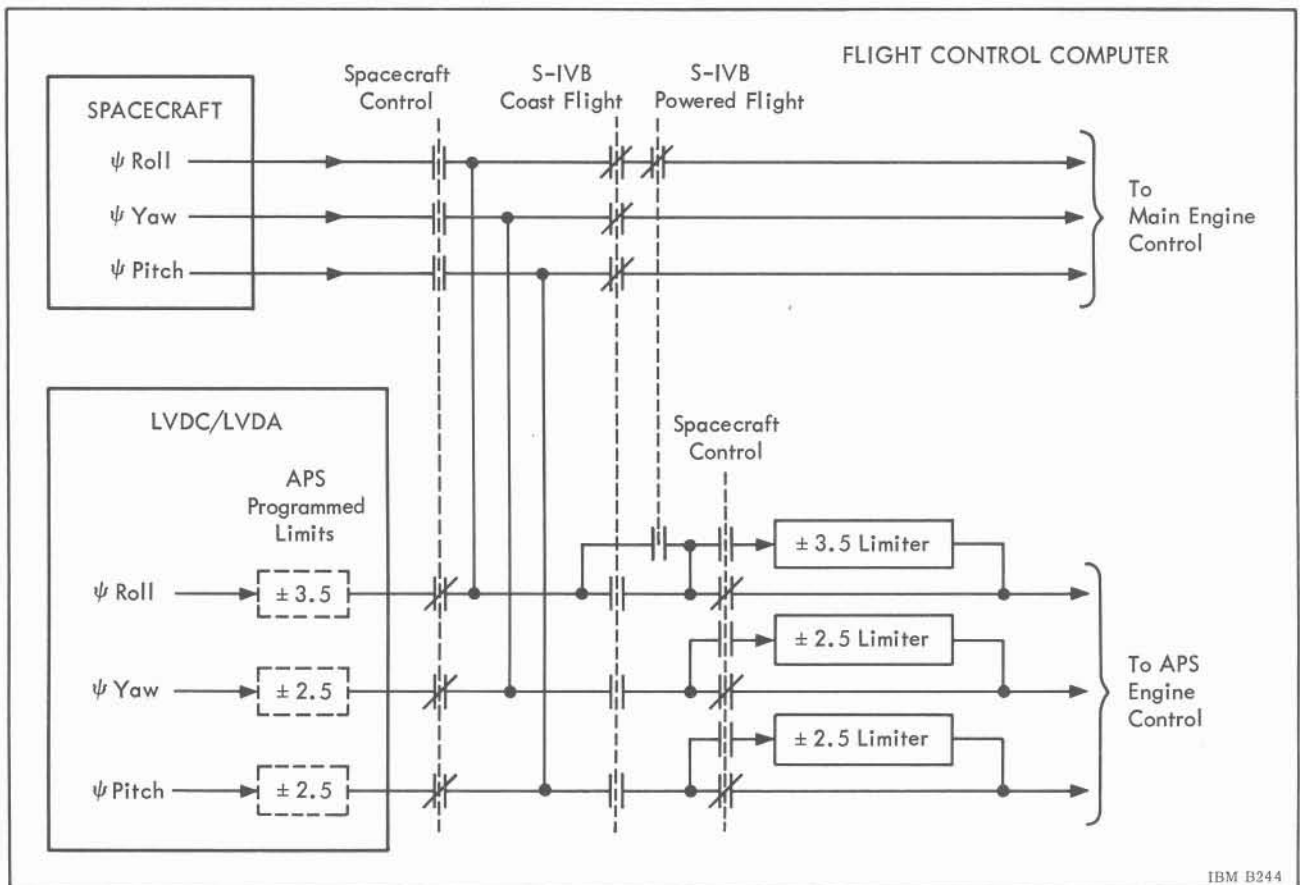 FLIGHT CONTROL COMPUTER
Spacecraft
Control
S-IVB
Coast Flight
S-IVB
Powered Flight
SPACECRAFT
ψ Roll
ψ Yaw
ψ Pitch
To
Main Engine
Control
LVDC/LVDA
APS
Programmed
Limits
Spacecraft
Control
± 3.5 Limiter
ψ Roll
± 3.5
± 2.5 Limiter
ψ Yaw
± 2.5
± 2.5 Limiter
ψ Pitch
± 2.5
To APS
Engine
Control
IBM B244